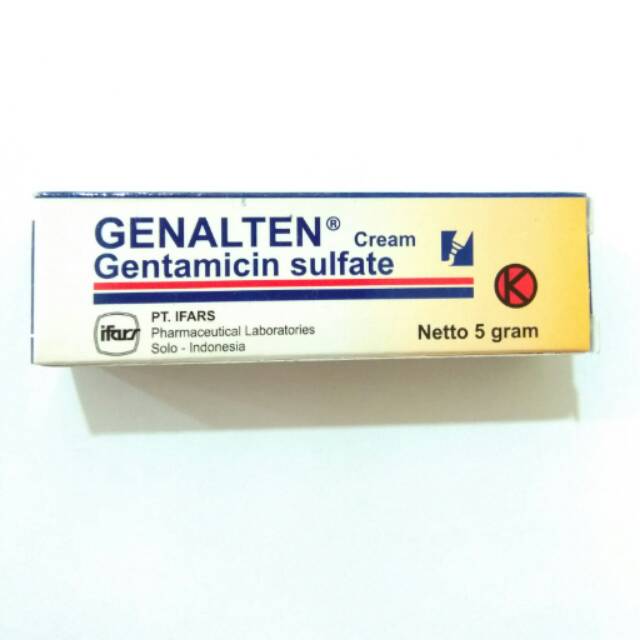 GENALTEN® Cream
Gentamicin sulfate
K
ifars
PT. IFARS
Pharmaceutical Laboratories
Solo - Indonesia
Netto 5 gram